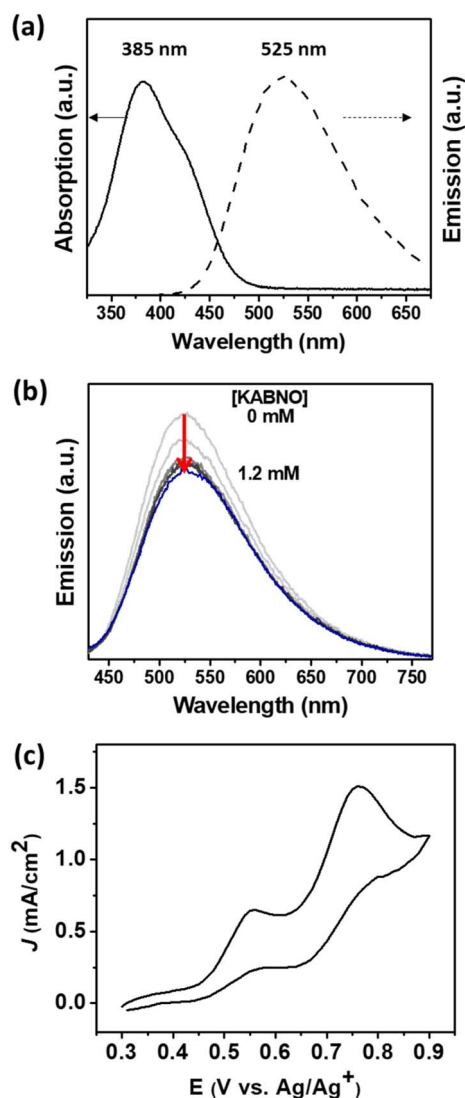 (a)
385 nm 525 nm
Absorption (a.u.)
Emission (a.u.)
350 400 450 500 550 600 650
Wavelength (nm)
(b)
[KABNO]
0 mM
1.2 mM
Emission (a.u.)
450 500 550 600 650 700 750
Wavelength (nm)
(c)
1.5
1.0
0.5
0.0
J (mA/cm²)
0.3 0.4 0.5 0.6 0.7 0.8 0.9
E (V vs. Ag/Ag⁺)